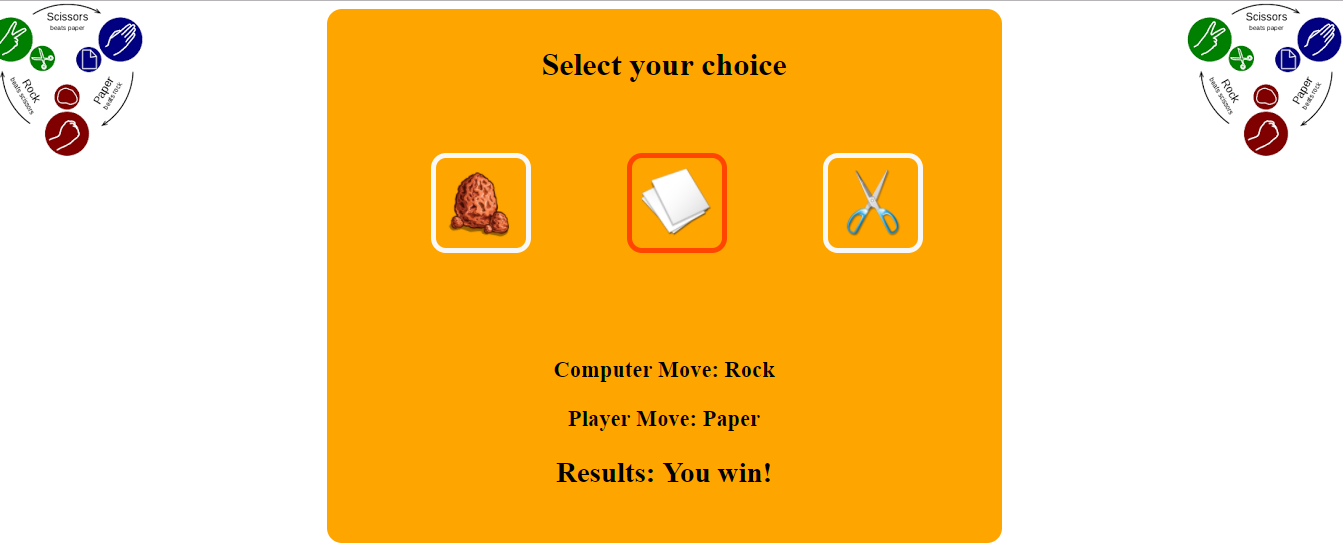 Scissors
beats paper
Rock
beats scissors
Paper
beats rock
Select your choice
Computer Move: Rock
Player Move: Paper
Results: You win!
Scissors
beats paper
Rock
beats scissors
Paper
beats rock